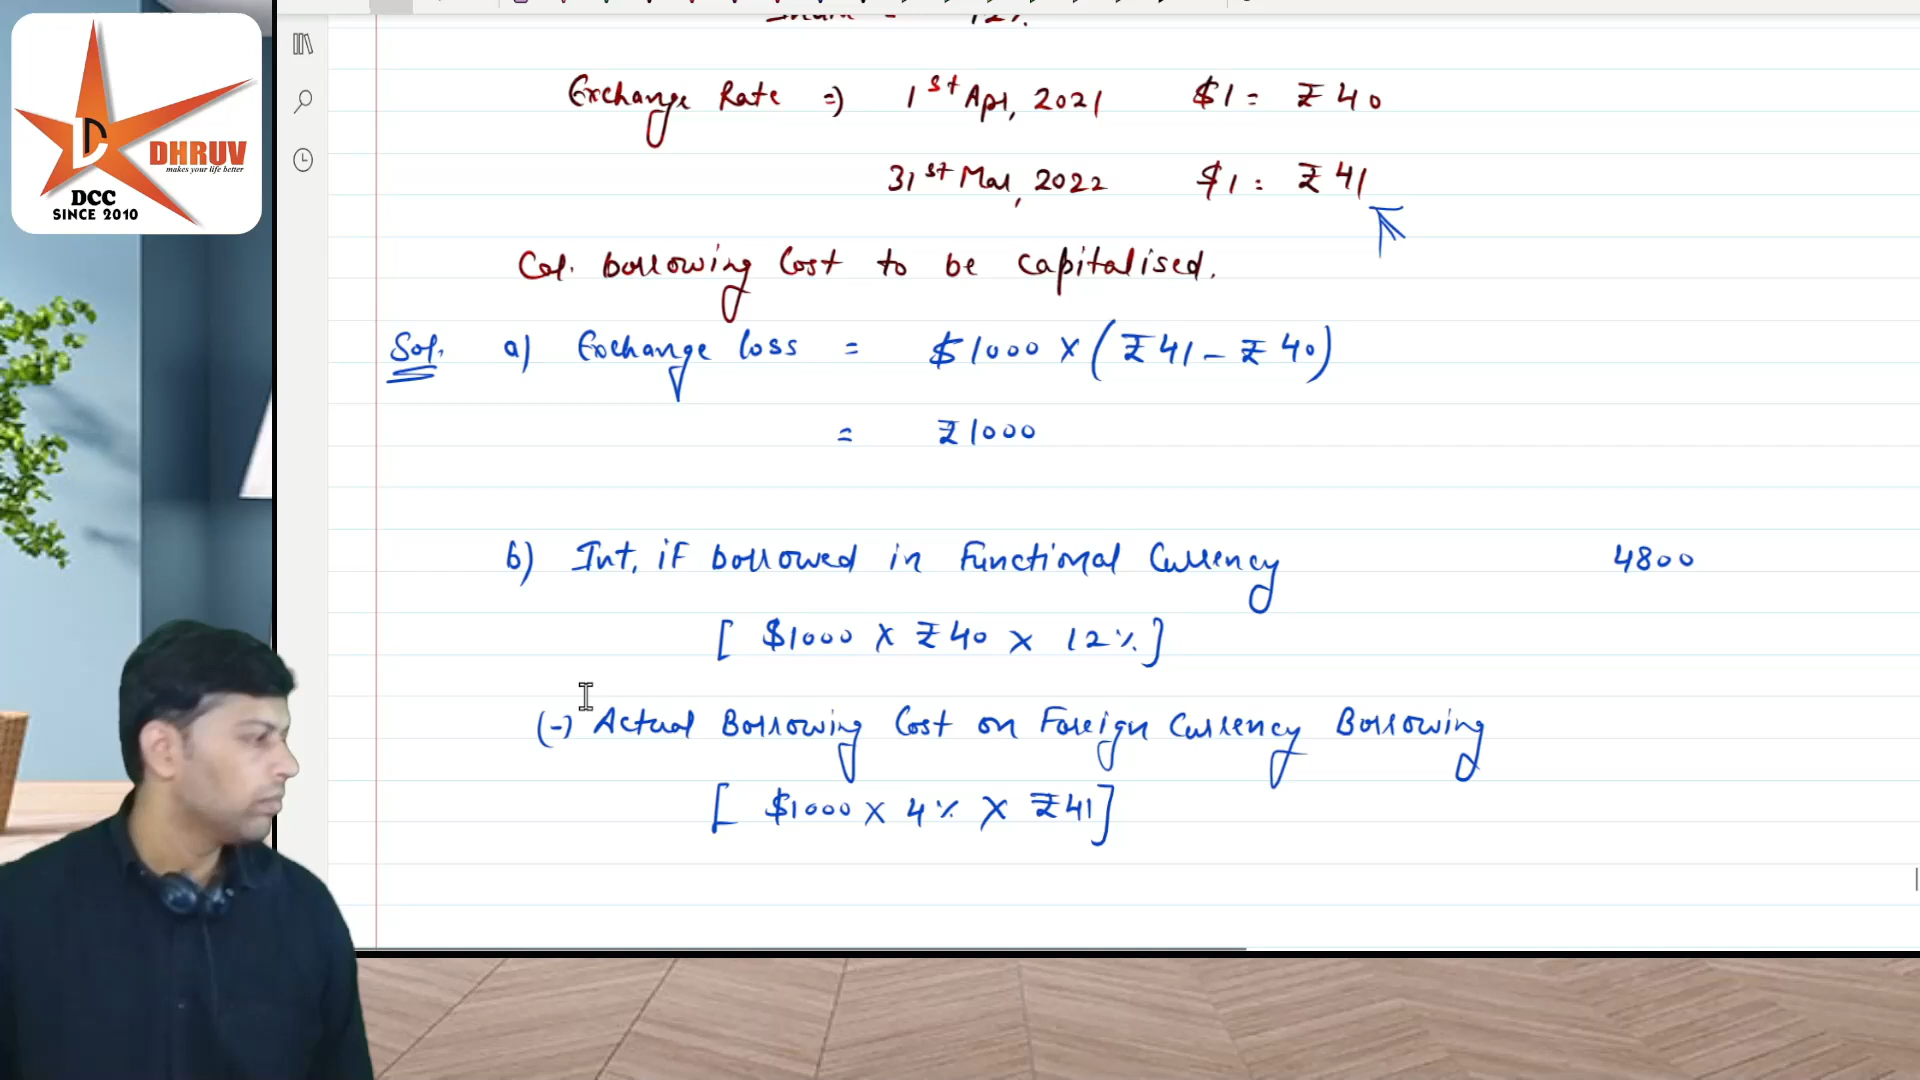 DHRUV
makes your life better
DCC
SINCE 2010
12%
Exchange Rate => 1st Apr, 2021 $1 = ₹40
31st Mar, 2022 $1 = ₹41
Cal. borrowing Cost to be capitalised.
Sol. a) Exchange loss = $1000 × (₹41 - ₹40)
= ₹1000
b) Int. if borrowed in Functional Currency 4800
[ $1000 × ₹40 × 12% ]
(-) Actual Borrowing Cost on Foreign Currency Borrowing
[ $1000 × 4% × ₹41 ]